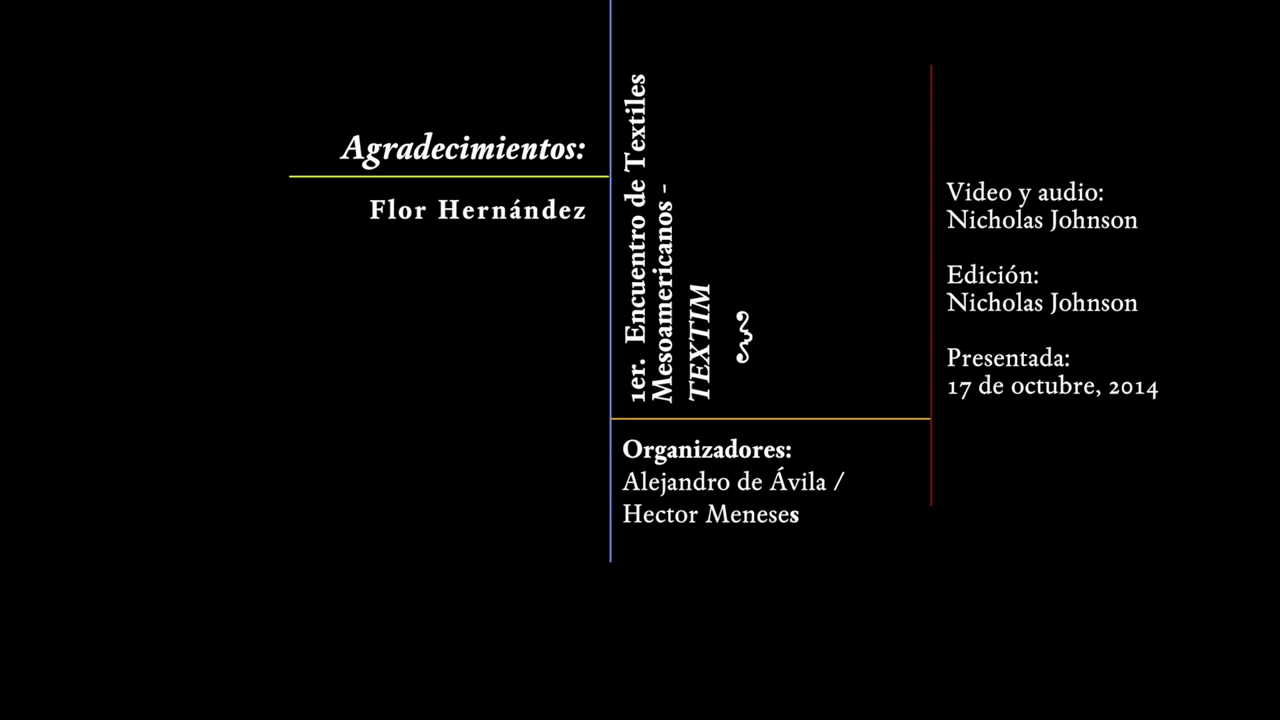 Agradecimientos:
Flor Hernández
1er. Encuentro de Textiles
Mesoamericanos -
TEXTIM
Organizadores:
Alejandro de Ávila /
Hector Meneses
Video y audio:
Nicholas Johnson
Edición:
Nicholas Johnson
Presentada:
17 de octubre, 2014